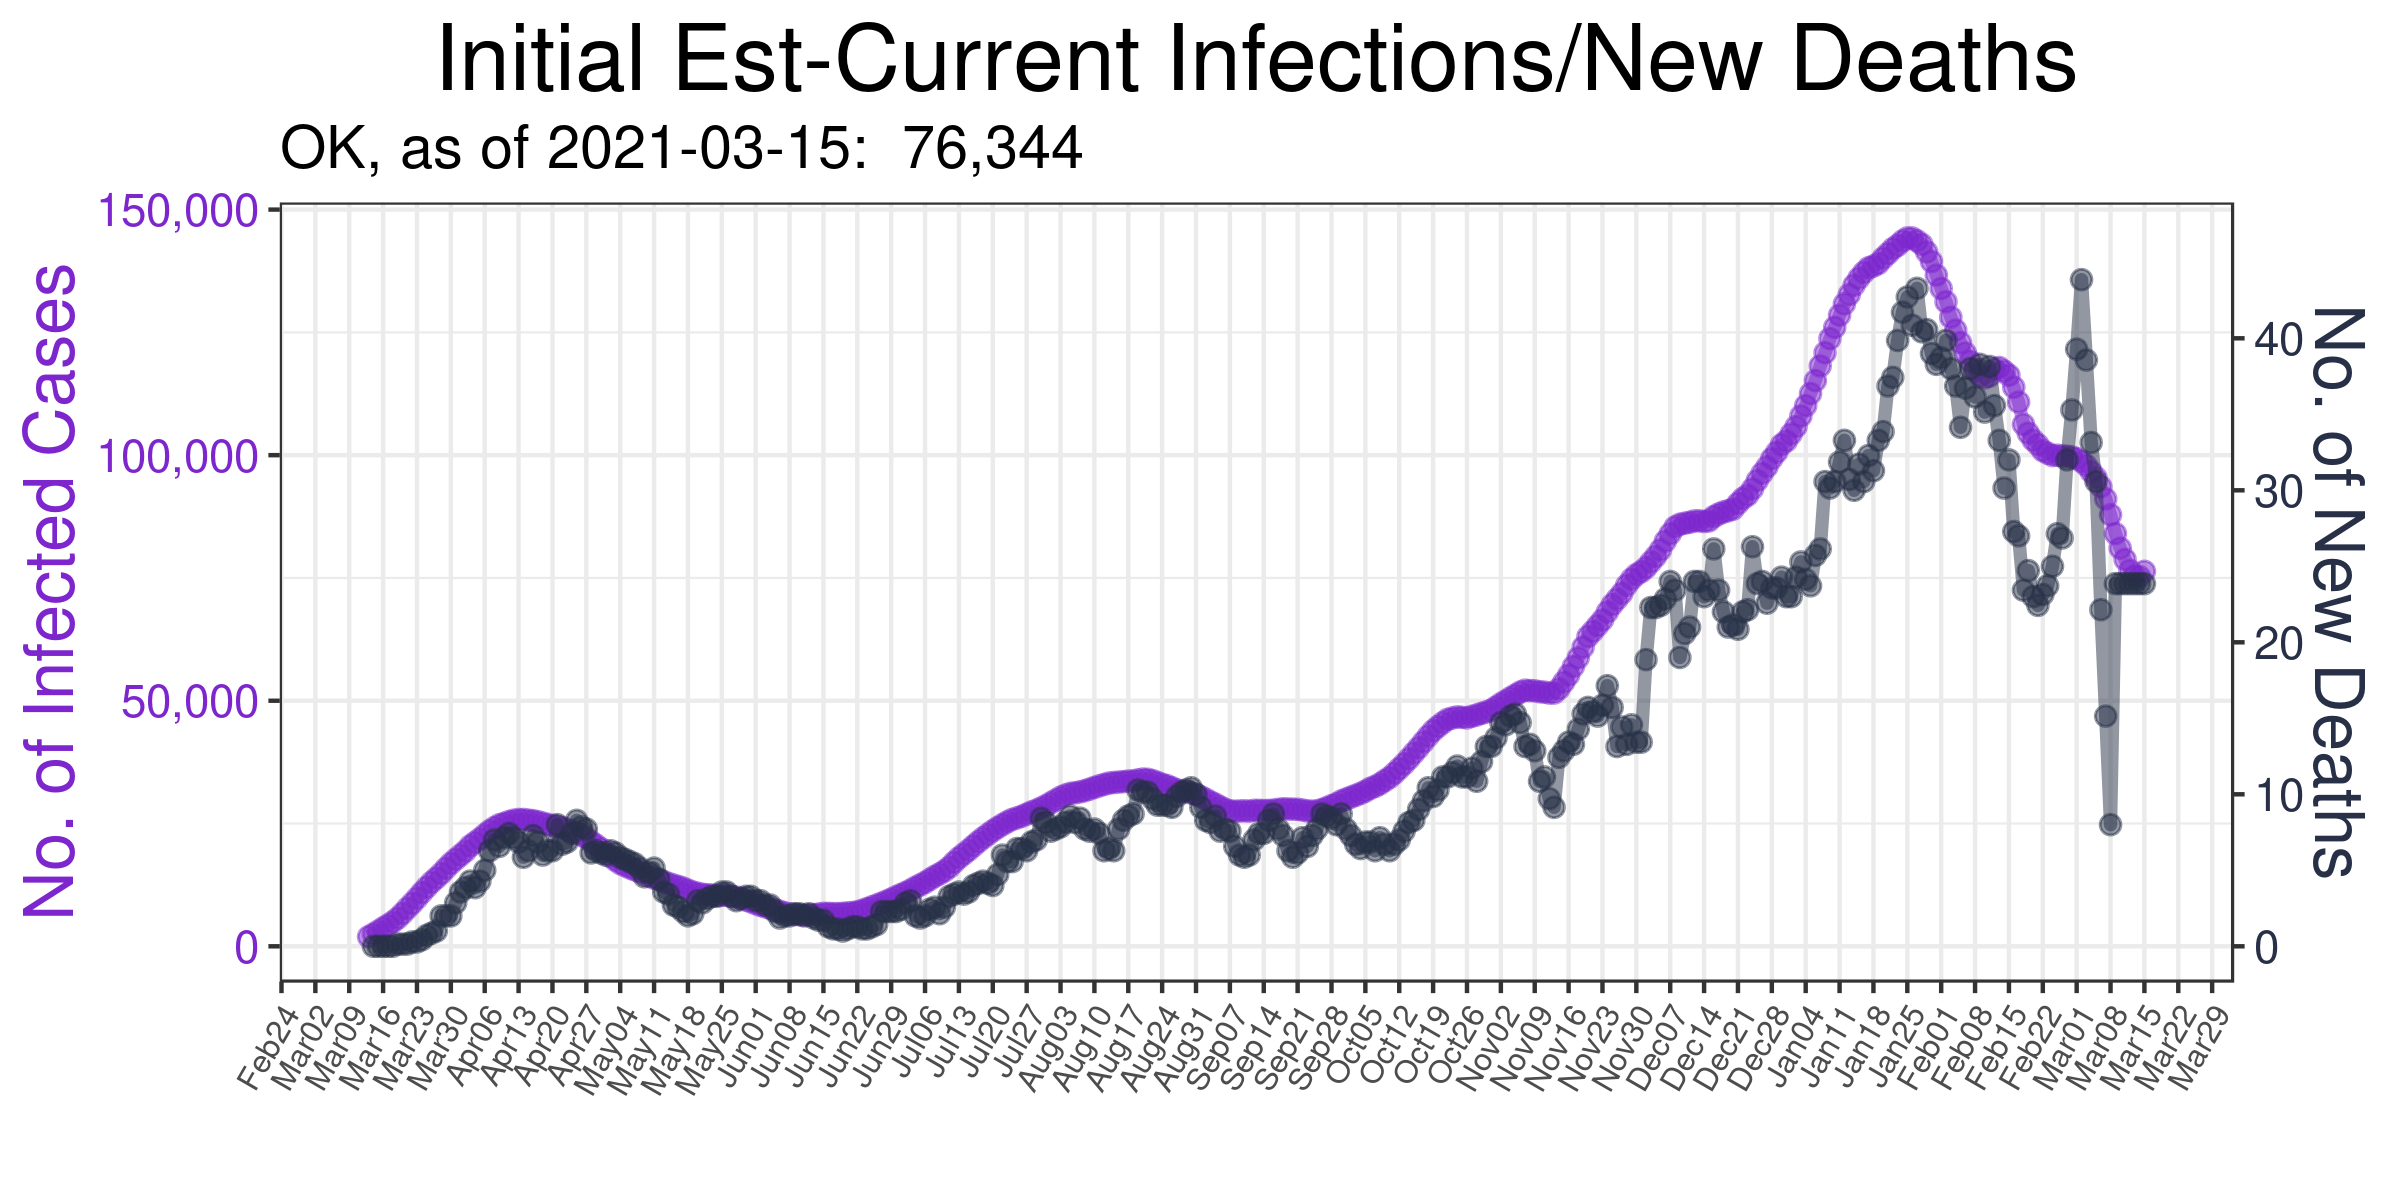 Initial Est-Current Infections/New Deaths
OK, as of 2021-03-15:  76,344
No. of Infected Cases
150,000
100,000
50,000
0
No. of New Deaths
40
30
20
10
0
Feb24
Mar02
Mar09
Mar16
Mar23
Mar30
Apr06
Apr13
Apr20
Apr27
May04
May11
May18
May25
Jun01
Jun08
Jun15
Jun22
Jun29
Jul06
Jul13
Jul20
Jul27
Aug03
Aug10
Aug17
Aug24
Aug31
Sep07
Sep14
Sep21
Sep28
Oct05
Oct12
Oct19
Oct26
Nov02
Nov09
Nov16
Nov23
Nov30
Dec07
Dec14
Dec21
Dec28
Jan04
Jan11
Jan18
Jan25
Feb01
Feb08
Feb15
Feb22
Mar01
Mar08
Mar15
Mar22
Mar29